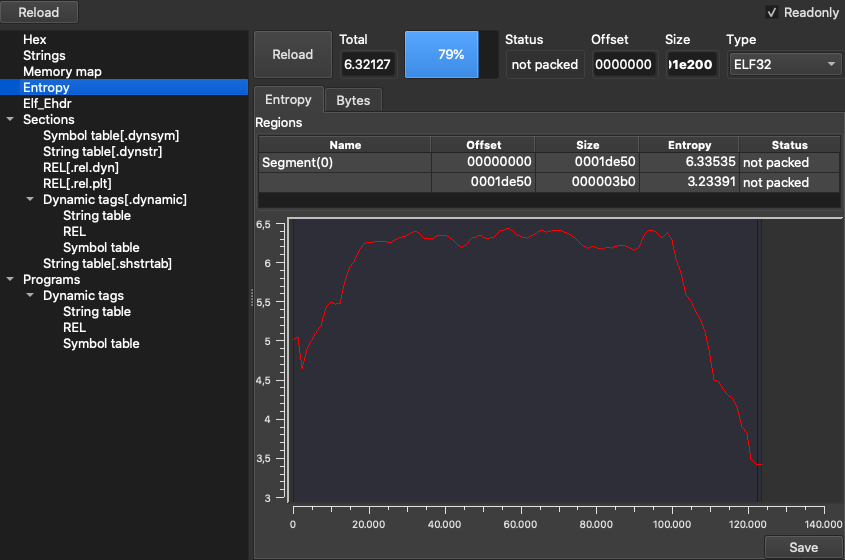 Reload
Readonly
Hex
Strings
Memory map
Entropy
Elf_Ehdr
Sections
Symbol table[.dynsym]
String table[.dynstr]
REL[.rel.dyn]
REL[.rel.plt]
Dynamic tags[.dynamic]
String table
REL
Symbol table
String table[.shstrtab]
Programs
Dynamic tags
String table
REL
Symbol table
Reload
Total
6.32127
79%
Status
not packed
Offset
0000000
Size
01e200
Type
ELF32
Entropy
Bytes
Regions
Name Offset Size Entropy Status
Segment(0) 00000000 0001de50 6.33535 not packed
0001de50 000003b0 3.23391 not packed
6,5
6
5,5
5
4,5
4
3,5
3
0 20.000 40.000 60.000 80.000 100.000 120.000 140.000
Save